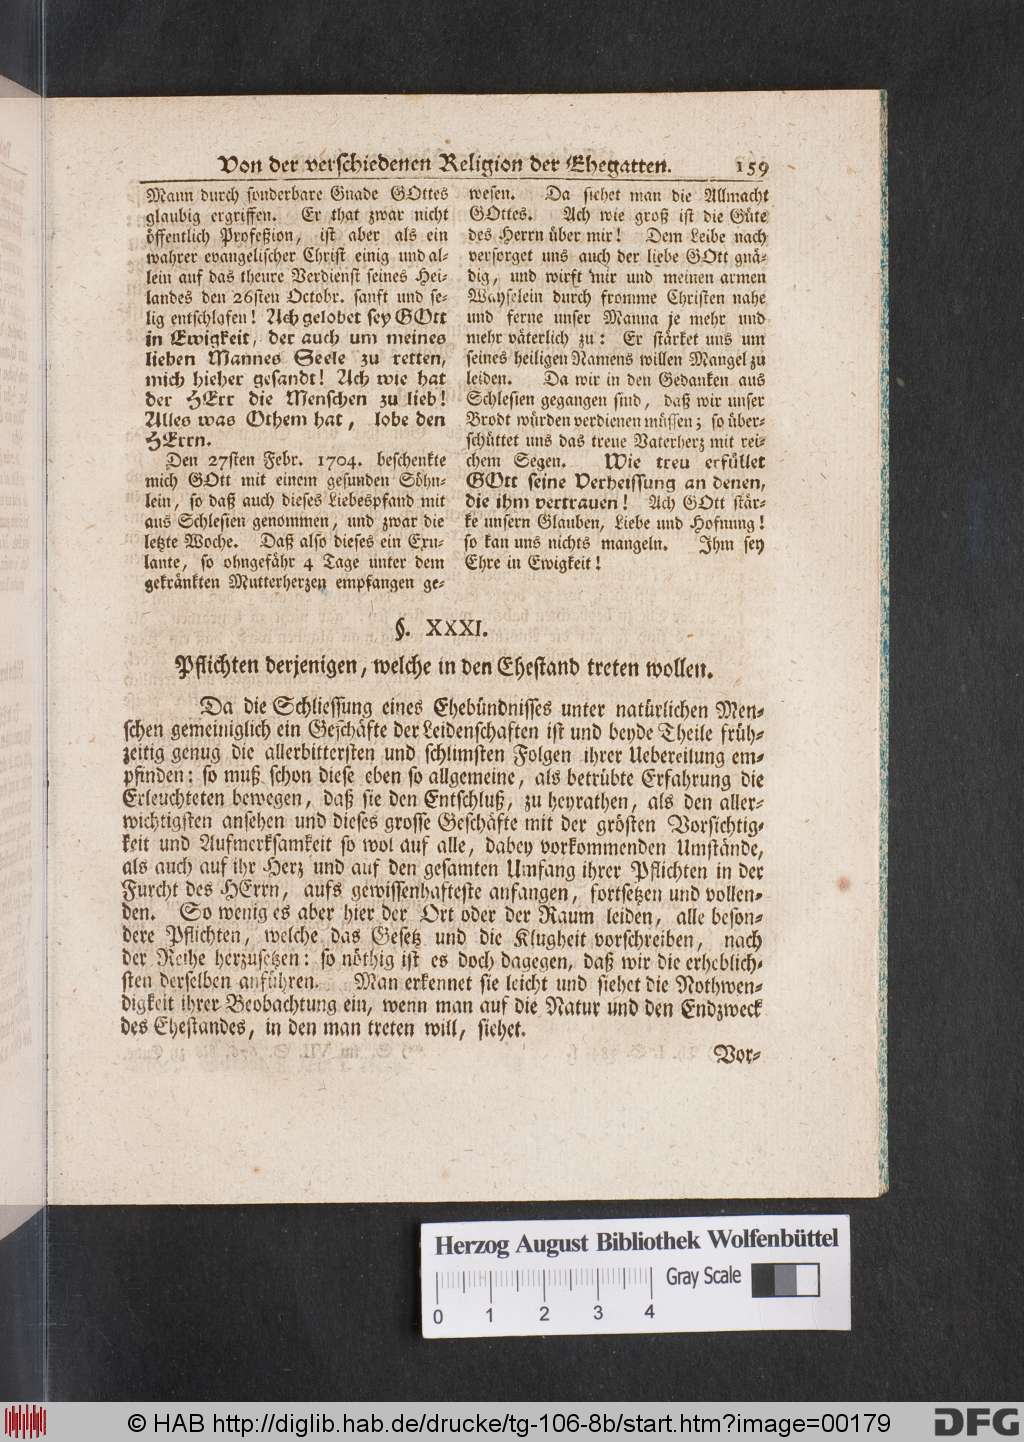 Von der verschiedenen Religion der Ehegatten. 159
Mann durch sonderbare Gnade GOttes
glaubig ergriffen. Er that zwar nicht
öffentlich Profeßion, ist aber als ein
wahrer evangelischer Christ einig und al-
lein auf das theure Verdienst seines Hei-
landes den 26sten Octobr. sanft und se-
lig entschlafen! Ach gelobet sey GOtt
in Ewigkeit, der auch um meines
lieben Mannes Seele zu retten,
mich hieher gesandt! Ach wie hat
der HErr die Menschen zu lieb!
Alles was Othem hat, lobe den
HErrn.
Den 27sten Febr. 1704. beschenkte
mich GOtt mit einem gesunden Söhn-
lein, so daß auch dieses Liebespfand mit
aus Schlesien genommen, und zwar die
letzte Woche. Daß also dieses ein Exu-
lante, so ohngefähr 4 Tage unter dem
gekränkten Mutterherzen empfangen ge-
wesen. Da siehet man die Allmacht
GOttes. Ach wie groß ist die Güte
des Herrn über mir! Dem Leibe nach
versorget uns auch der liebe GOtt gnä-
dig, und wirft mir und meinen armen
Wayselein durch fromme Christen nahe
und ferne unser Manna je mehr und
mehr väterlich zu: Er stärket uns um
seines heiligen Namens willen Mangel zu
leiden. Da wir in den Gedanken aus
Schlesien gegangen sind, daß wir unser
Brodt würden verdienen müssen; so über-
schüttet uns das treue Vaterherz mit rei-
chem Segen. Wie treu erfüllet
GOtt seine Verheissung an denen,
die ihm vertrauen! Ach GOtt stär-
ke unsern Glauben, Liebe und Hofnung!
so kan uns nichts mangeln. Ihm sey
Ehre in Ewigkeit!
§. XXXI.
Pflichten derjenigen, welche in den Ehestand treten wollen.
Da die Schliessung eines Ehebündnisses unter natürlichen Men-
schen gemeiniglich ein Geschäfte der Leidenschaften ist und beyde Theile früh-
zeitig genug die allerbittersten und schlimsten Folgen ihrer Uebereilung em-
pfinden: so muß schon diese eben so allgemeine, als betrübte Erfahrung die
Erleuchteten bewegen, daß sie den Entschluß, zu heyrathen, als den aller-
wichtigsten ansehen und dieses grosse Geschäfte mit der grösten Vorsichtig-
keit und Aufmerksamkeit so wol auf alle, dabey vorkommenden Umstände,
als auch auf ihr Herz und auf den gesamten Umfang ihrer Pflichten in der
Furcht des HErrn, aufs gewissenhafteste anfangen, fortsetzen und vollen-
den. So wenig es aber hier der Ort oder der Raum leiden, alle beson-
dere Pflichten, welche das Gesetz und die Klugheit vorschreiben, nach
der Reihe herzusetzen: so nöthig ist es doch dagegen, daß wir die erheblich-
sten derselben anführen. Man erkennet sie leicht und siehet die Nothwen-
digkeit ihrer Beobachtung ein, wenn man auf die Natur und den Endzweck
des Ehestandes, in den man treten will, siehet.
Vor-
Herzog August Bibliothek Wolfenbüttel
Gray Scale
0 1 2 3 4
© HAB http://diglib.hab.de/drucke/tg-106-8b/start.htm?image=00179
DFG